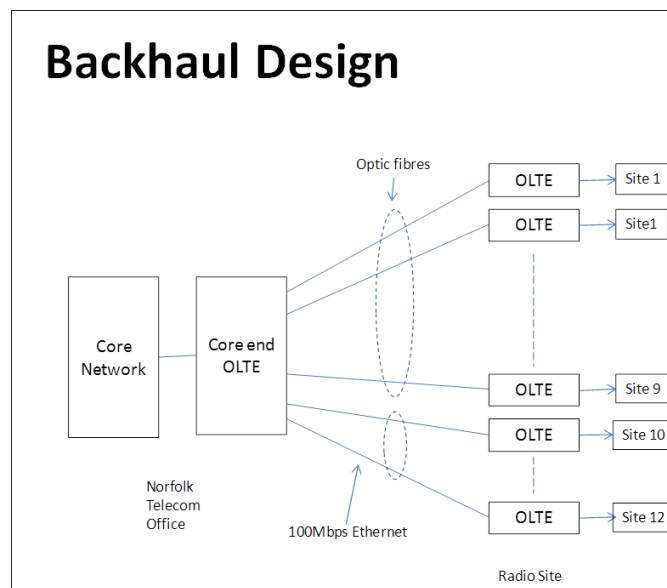 Backhaul Design
Optic fibres
OLTE
Site 1
OLTE
Site1
Core
Network
Core end
OLTE
OLTE
Site 9
OLTE
Site 10
Norfolk
Telecom
Office
100Mbps Ethernet
OLTE
Site 12
Radio Site